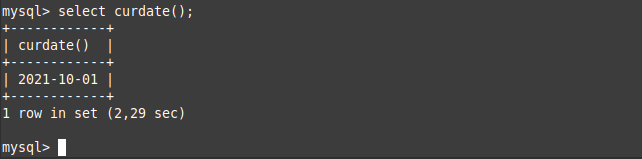 mysql> select curdate();
+------------+
| curdate()  |
+------------+
| 2021-10-01 |
+------------+
1 row in set (2,29 sec)
mysql>